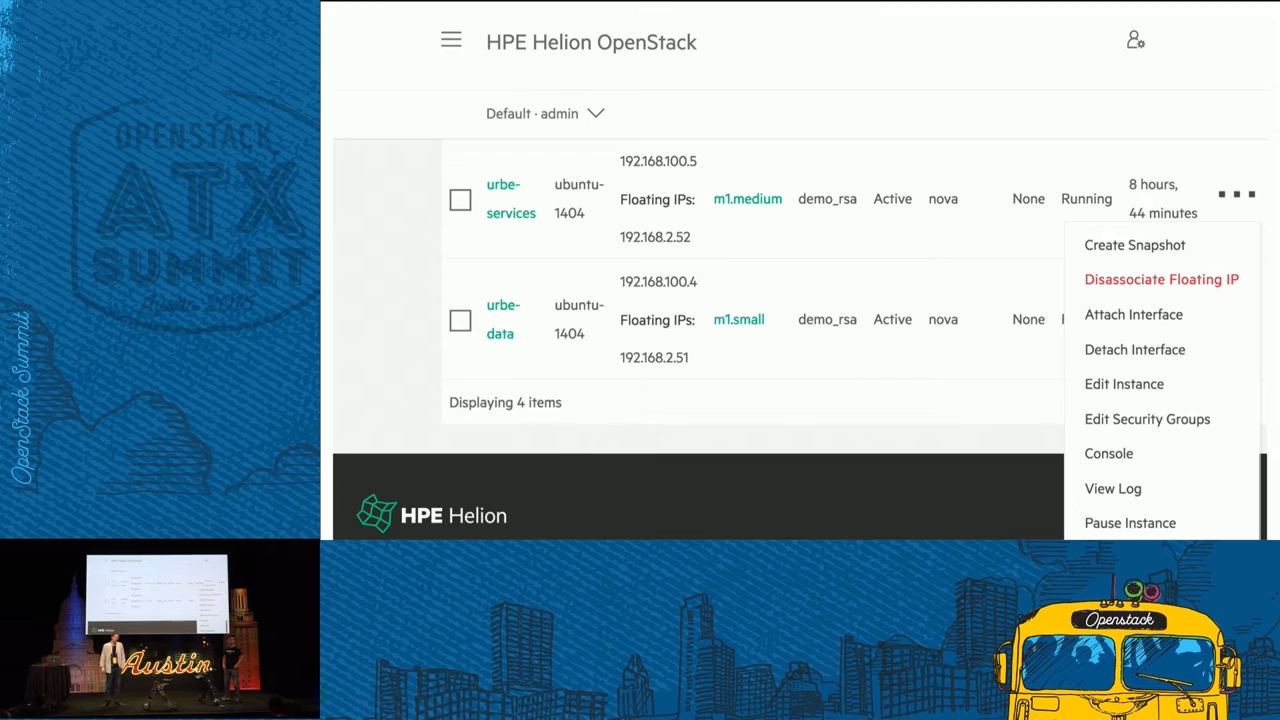 OPENSTACK
ATX
SUMMIT
Austin 2016
OpenStack Summit
HPE Helion OpenStack
Default · admin
urbe-
services
ubuntu-
1404
192.168.100.5
Floating IPs:
192.168.2.52
m1.medium
demo_rsa
Active
nova
None
Running
8 hours,
44 minutes
urbe-
data
ubuntu-
1404
192.168.100.4
Floating IPs:
192.168.2.51
m1.small
demo_rsa
Active
nova
None
Displaying 4 items
Create Snapshot
Disassociate Floating IP
Attach Interface
Detach Interface
Edit Instance
Edit Security Groups
Console
View Log
Pause Instance
HPE Helion
Austin
Openstack